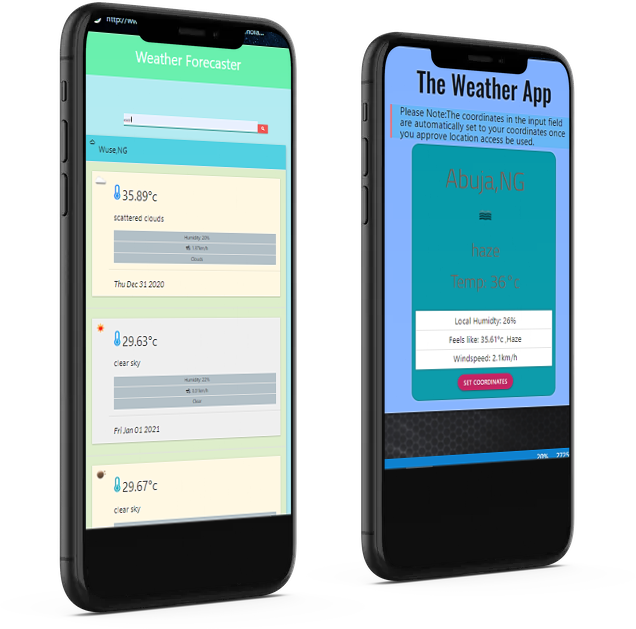 http://ww
Weather Forecaster
Wuse,NG
35.89°c
scattered clouds
Humidity: 20%
Clouds
Thu Dec 31 2020
29.63°c
clear sky
Humidity: 22%
Clear
Fri Jan 01 2021
29.67°c
clear sky
The Weather App
Please Note:The coordinates in the input field
are automatically set to your coordinates once
you approve location access be used.
Abuja,NG
haze
Temp: 36°c
Local Humidty: 26%
Feels like: 35.61°c ,Haze
Windspeed: 2.1km/h
SET COORDINATES
20%